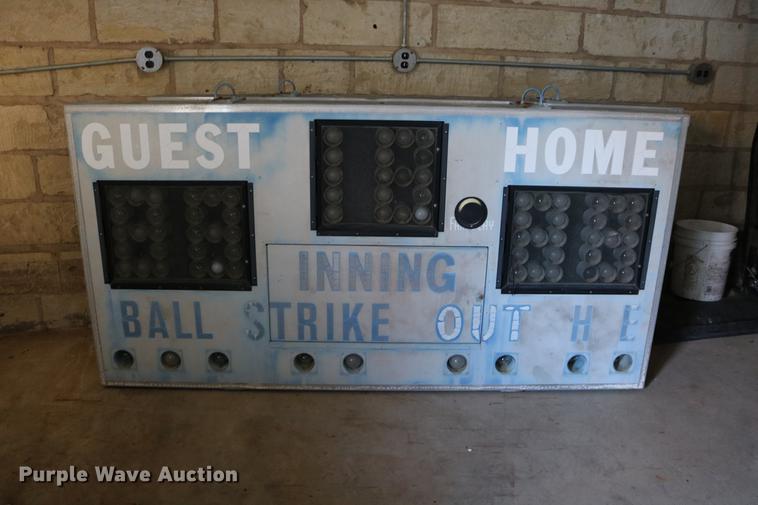 GUEST HOME
INNING
BALL STRIKE OUT H E
Purple Wave Auction